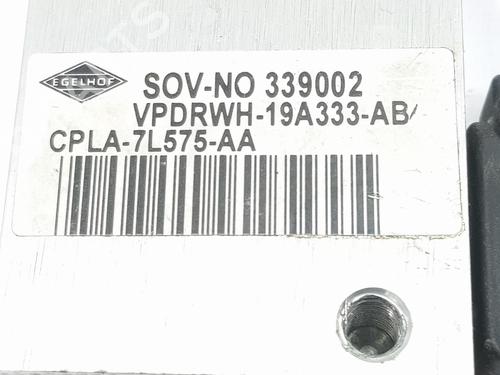 EGELHOF
SOV-NO 339002
VPDRWH-19A333-AB/
CPLA-7L575-AA